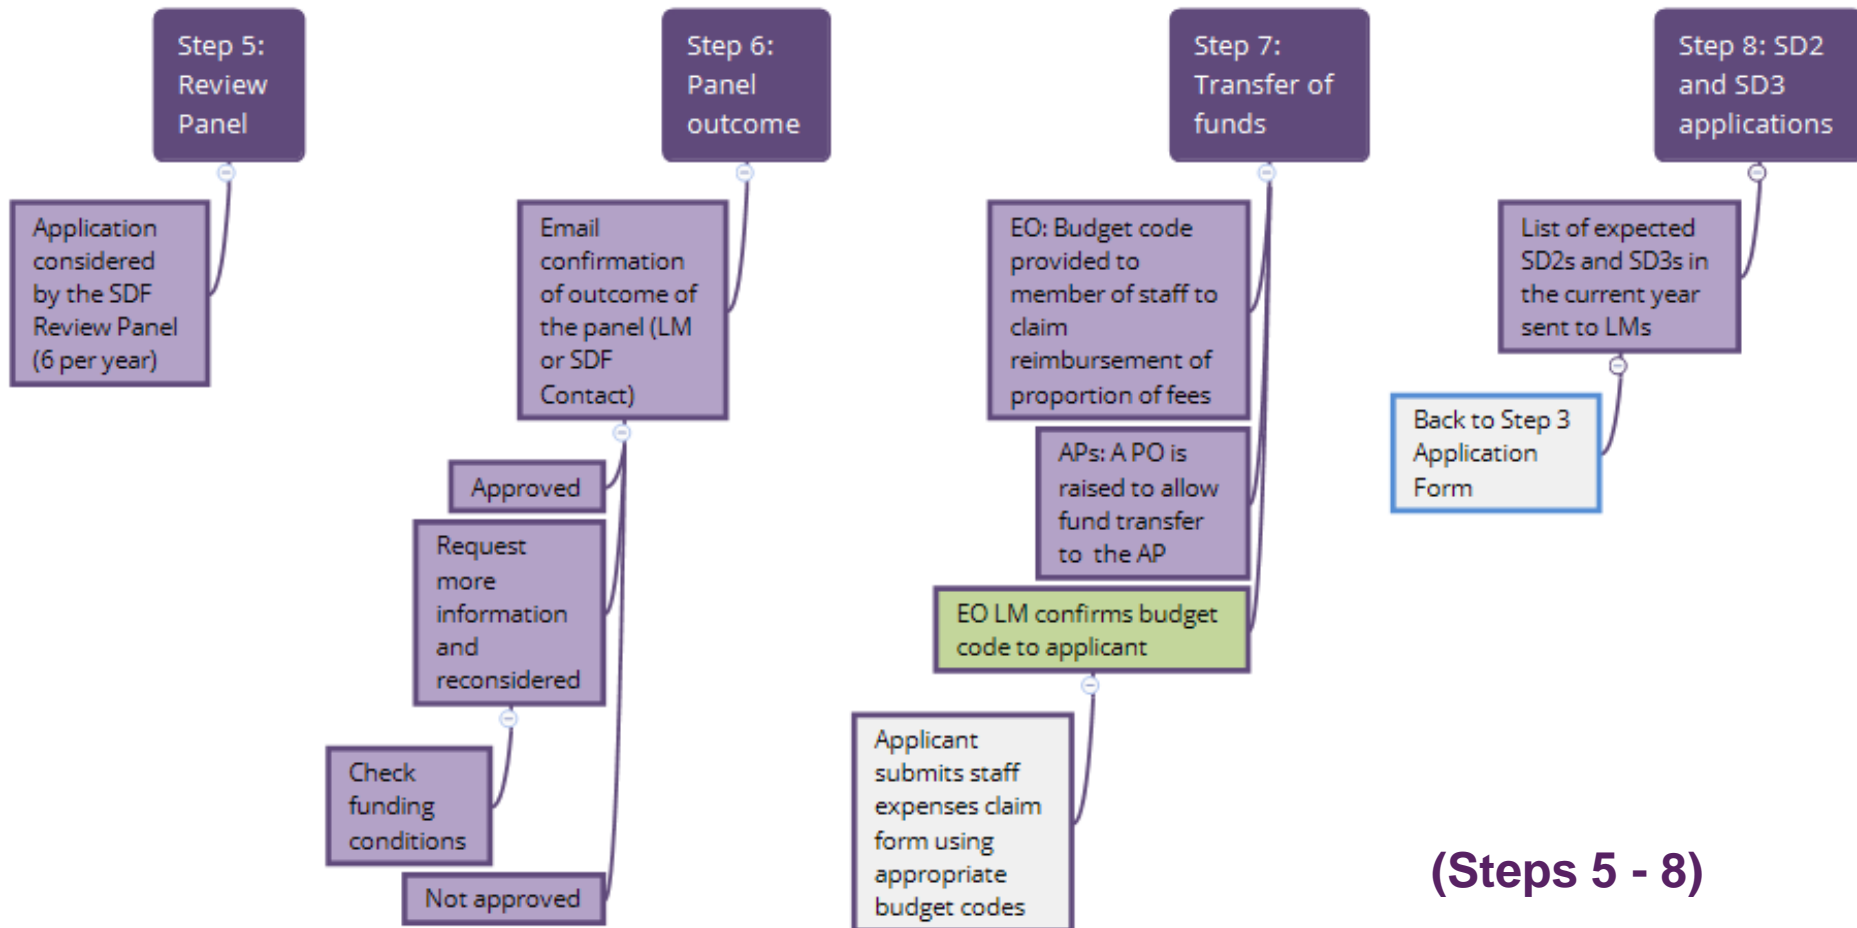 Step 5:
Review
Panel
Application
considered
by the SDF
Review Panel
(6 per year)
Step 6:
Panel
outcome
Email
confirmation
of outcome of
the panel (LM
or SDF
Contact)
Approved
Request
more
information
and
reconsidered
Check
funding
conditions
Not approved
Step 7:
Transfer of
funds
EO: Budget code
provided to
member of staff to
claim
reimbursement of
proportion of fees
APs: A PO is
raised to allow
fund transfer
to the AP
EO LM confirms budget
code to applicant
Applicant
submits staff
expenses claim
form using
appropriate
budget codes
Step 8: SD2
and SD3
applications
List of expected
SD2s and SD3s in
the current year
sent to LMs
Back to Step 3
Application
Form
(Steps 5 - 8)